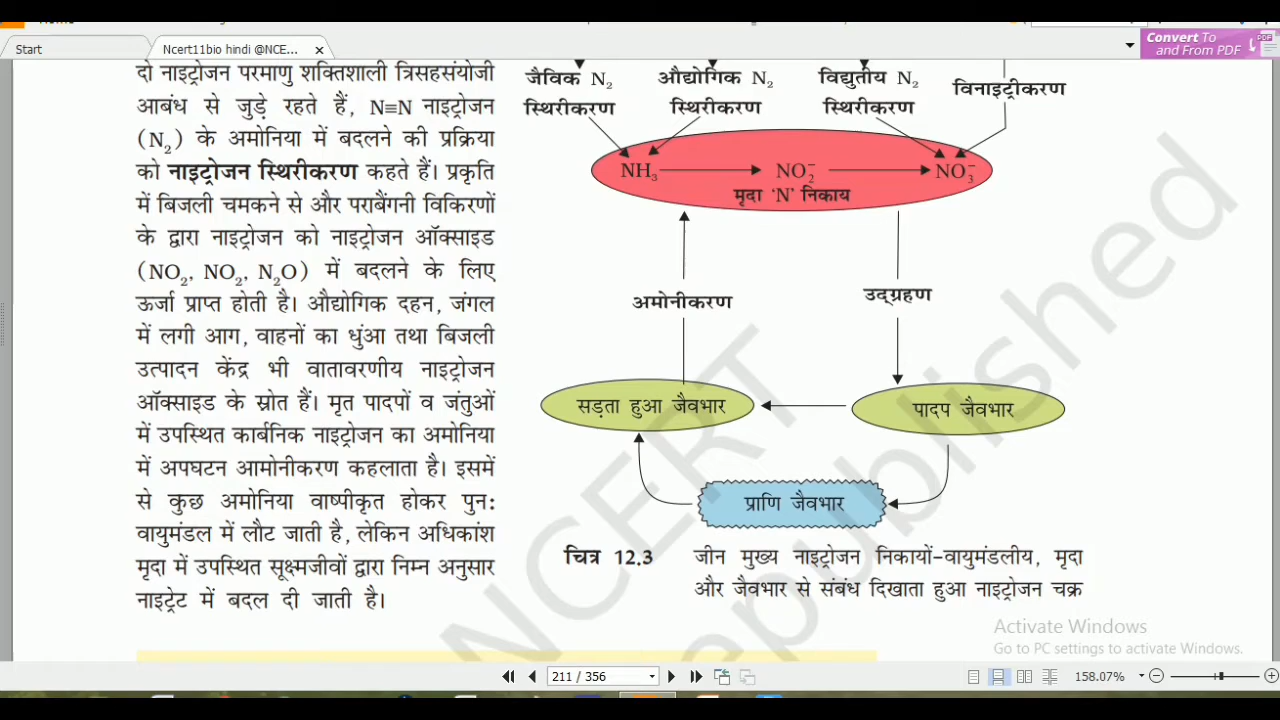 Start
Ncert11bio hindi @NCE...
Convert To
and From PDF
PDF
दो नाइट्रोजन परमाणु शक्तिशाली त्रिसहसंयोजी
आबंध से जुड़े रहते हैं, N≡N नाइट्रोजन
(N₂) के अमोनिया में बदलने की प्रक्रिया
को नाइट्रोजन स्थिरीकरण कहते हैं। प्रकृति
में बिजली चमकने से और पराबैंगनी विकिरणों
के द्वारा नाइट्रोजन को नाइट्रोजन ऑक्साइड
(NO₂, NO₂, N₂O) में बदलने के लिए
ऊर्जा प्राप्त होती है। औद्योगिक दहन, जंगल
में लगी आग, वाहनों का धुंआ तथा बिजली
उत्पादन केंद्र भी वातावरणीय नाइट्रोजन
ऑक्साइड के स्रोत हैं। मृत पादपों व जंतुओं
में उपस्थित कार्बनिक नाइट्रोजन का अमोनिया
में अपघटन आमोनीकरण कहलाता है। इसमें
से कुछ अमोनिया वाष्पीकृत होकर पुन:
वायुमंडल में लौट जाती है, लेकिन अधिकांश
मृदा में उपस्थित सूक्ष्मजीवों द्वारा निम्न अनुसार
नाइट्रेट में बदल दी जाती है।
जैविक N₂
स्थिरीकरण
औद्योगिक N₂
स्थिरीकरण
विद्युतीय N₂
स्थिरीकरण
विनाइट्रीकरण
NH₃ NO₂⁻ NO₃⁻
मृदा ‘N’ निकाय
अमोनीकरण
उद्ग्रहण
सड़ता हुआ जैवभार
पादप जैवभार
प्राणि जैवभार
चित्र 12.3 जीन मुख्य नाइट्रोजन निकायों-वायुमंडलीय, मृदा
और जैवभार से संबंध दिखाता हुआ नाइट्रोजन चक्र
NCERT
republished
Activate Windows
Go to PC settings to activate Windows.
211 / 356
158.07%